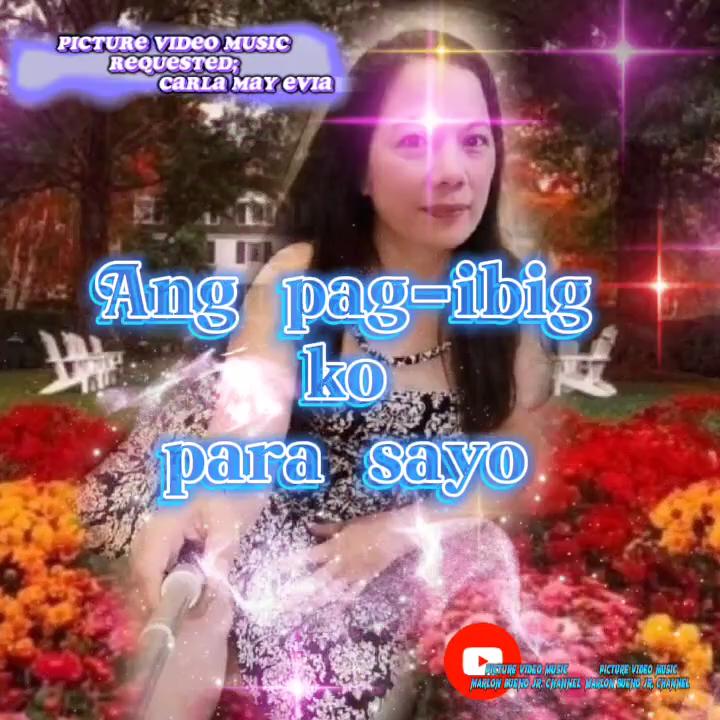 PICTURE VIDEO MUSIC
REQUESTED;
CARLA MAY EVIA
Ang pag-ibig
ko
para sayo
PICTURE VIDEO MUSIC PICTURE VIDEO MUSIC
MARLON BUENO JR. CHANNEL MARLON BUENO JR. CHANNEL